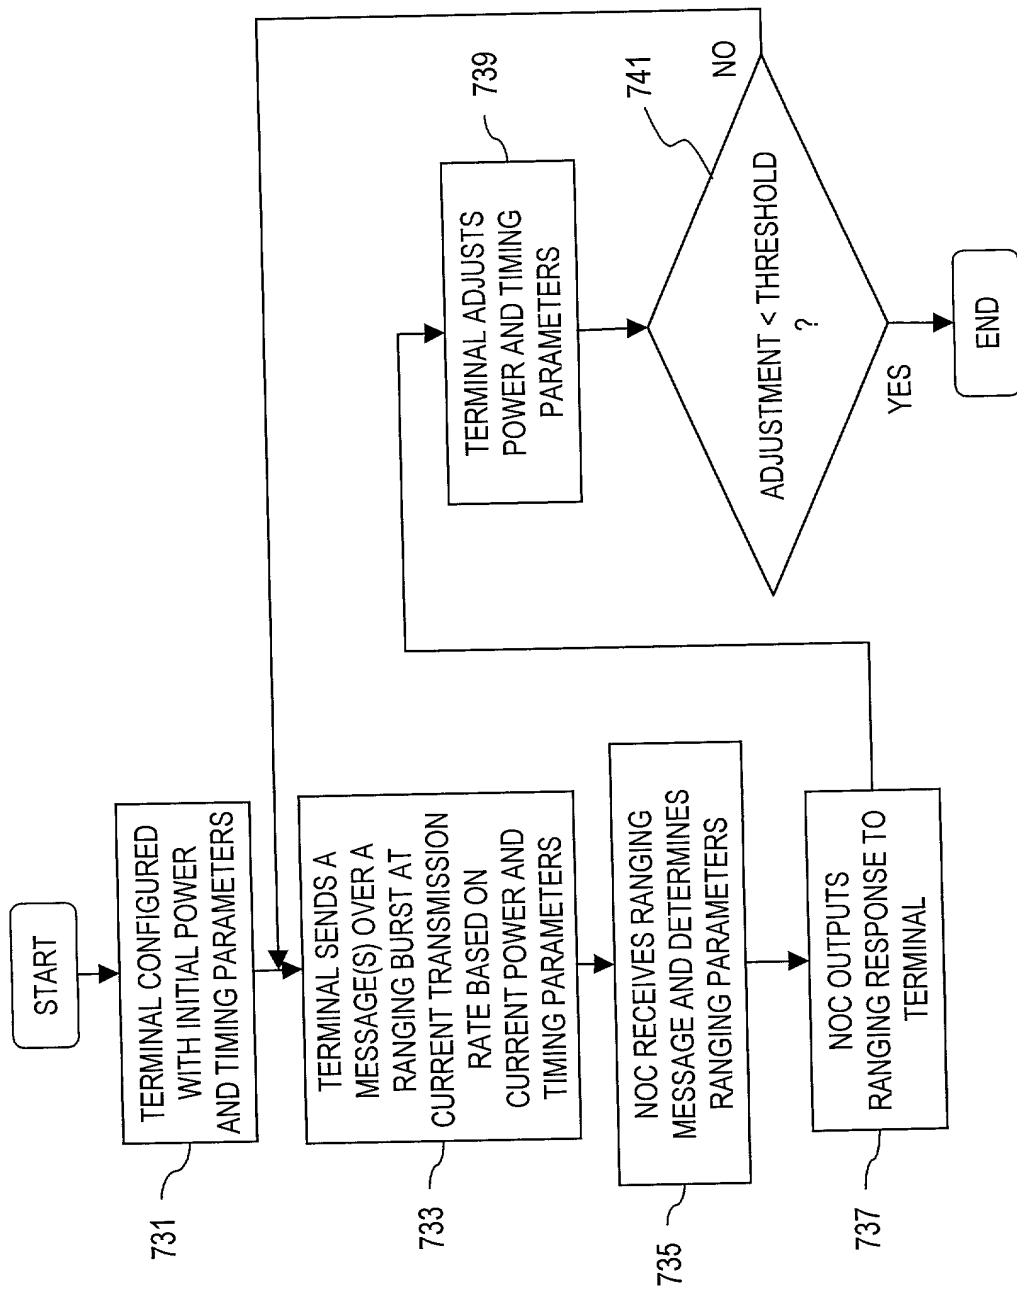 START
TERMINAL CONFIGURED
WITH INITIAL POWER
AND TIMING PARAMETERS
731
TERMINAL SENDS A
MESSAGE(S) OVER A
RANGING BURST AT
CURRENT TRANSMISSION
RATE BASED ON
CURRENT POWER AND
TIMING PARAMETERS
733
NOC RECEIVES RANGING
MESSAGE AND DETERMINES
RANGING PARAMETERS
735
NOC OUTPUTS
RANGING RESPONSE TO
TERMINAL
737
TERMINAL ADJUSTS
POWER AND TIMING
PARAMETERS
739
ADJUSTMENT < THRESHOLD
?
741
NO
YES
END